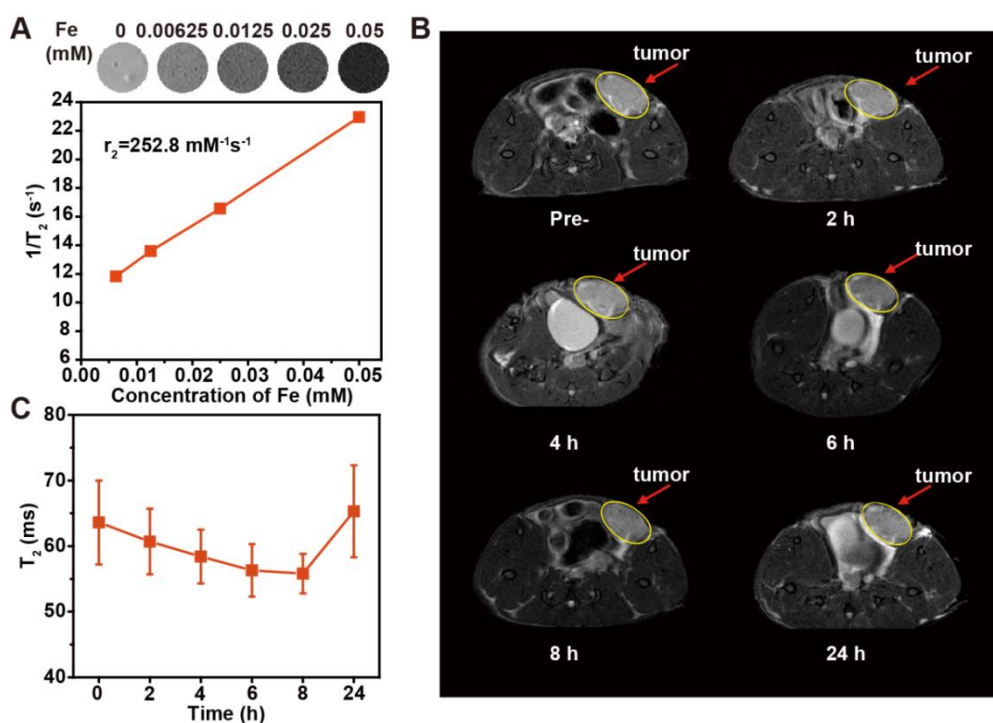 A
Fe
(mM)
0 0.00625 0.0125 0.025 0.05
24
22
20
18
16
14
12
10
8
6
r₂=252.8 mM⁻¹s⁻¹
1/T₂ (s⁻¹)
0.00 0.01 0.02 0.03 0.04 0.05
Concentration of Fe (mM)
B
tumor
tumor
Pre-
2 h
tumor
tumor
4 h
6 h
tumor
tumor
8 h
24 h
C
80
70
60
50
40
T₂ (ms)
0 2 4 6 8 24
Time (h)